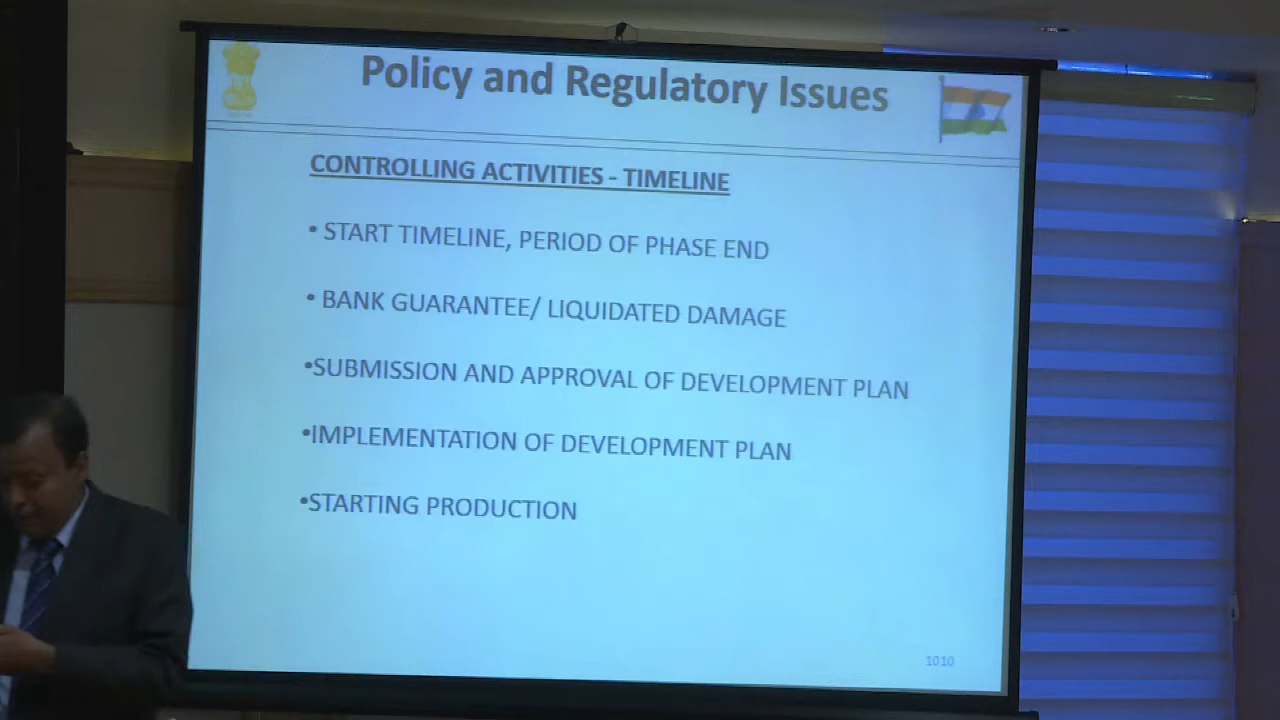 Policy and Regulatory Issues
CONTROLLING ACTIVITIES - TIMELINE
• START TIMELINE, PERIOD OF PHASE END
• BANK GUARANTEE/ LIQUIDATED DAMAGE
•SUBMISSION AND APPROVAL OF DEVELOPMENT PLAN
•IMPLEMENTATION OF DEVELOPMENT PLAN
•STARTING PRODUCTION
1010